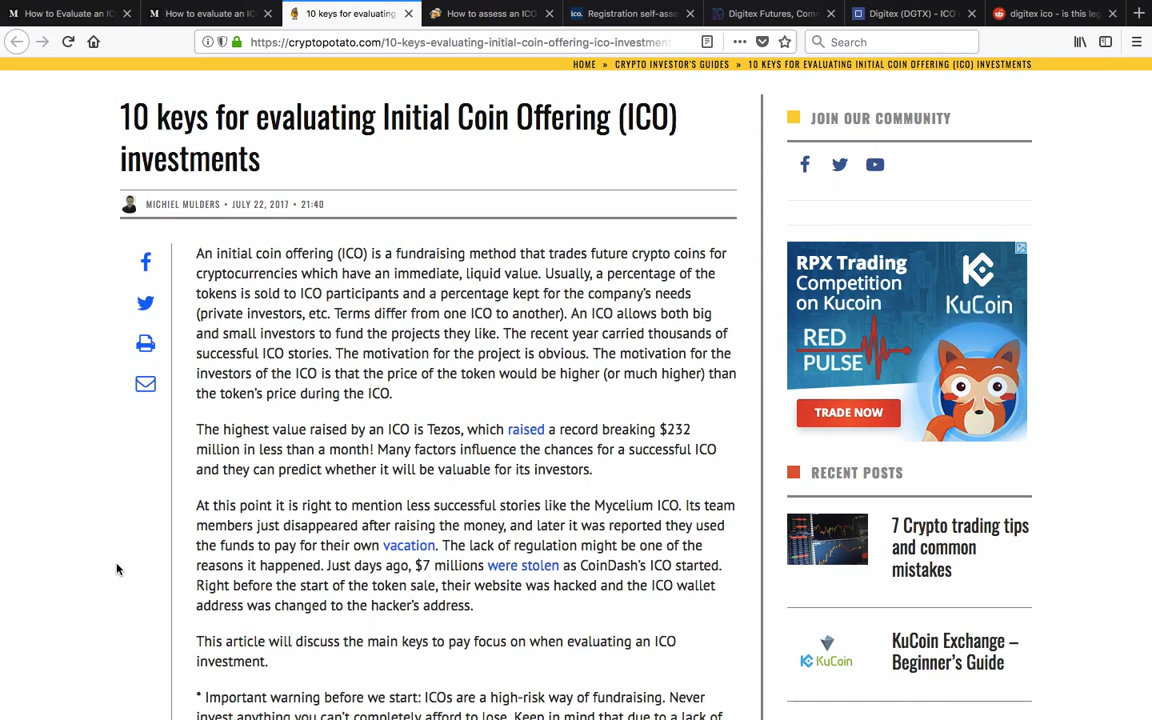 How to Evaluate an
How to evaluate an IC
10 keys for evaluating
How to assess an ICO
ico.
Registration self-asse
Digitex Futures, Com
Digitex (DGTX) - ICO
digitex ico - is this leg
https://cryptopotato.com/10-keys-evaluating-initial-coin-offering-ico-investment
Search
HOME » CRYPTO INVESTOR'S GUIDES » 10 KEYS FOR EVALUATING INITIAL COIN OFFERING (ICO) INVESTMENTS
10 keys for evaluating Initial Coin Offering (ICO)
investments
MICHIEL MULDERS • JULY 22, 2017 • 21:40
An initial coin offering (ICO) is a fundraising method that trades future crypto coins for
cryptocurrencies which have an immediate, liquid value. Usually, a percentage of the
tokens is sold to ICO participants and a percentage kept for the company's needs
(private investors, etc. Terms differ from one ICO to another). An ICO allows both big
and small investors to fund the projects they like. The recent year carried thousands of
successful ICO stories. The motivation for the project is obvious. The motivation for the
investors of the ICO is that the price of the token would be higher (or much higher) than
the token's price during the ICO.
The highest value raised by an ICO is Tezos, which raised a record breaking $232
million in less than a month! Many factors influence the chances for a successful ICO
and they can predict whether it will be valuable for its investors.
At this point it is right to mention less successful stories like the Mycelium ICO. Its team
members just disappeared after raising the money, and later it was reported they used
the funds to pay for their own vacation. The lack of regulation might be one of the
reasons it happened. Just days ago, $7 millions were stolen as CoinDash's ICO started.
Right before the start of the token sale, their website was hacked and the ICO wallet
address was changed to the hacker's address.
This article will discuss the main keys to pay focus on when evaluating an ICO
investment.
* Important warning before we start: ICOs are a high-risk way of fundraising. Never
invest anything you can't completely afford to lose. Keep in mind that due to a lack of
JOIN OUR COMMUNITY
RPX Trading
Competition
on Kucoin
KuCoin
RED
PULSE
TRADE NOW
RECENT POSTS
7 Crypto trading tips
and common
mistakes
KuCoin
KuCoin Exchange –
Beginner's Guide